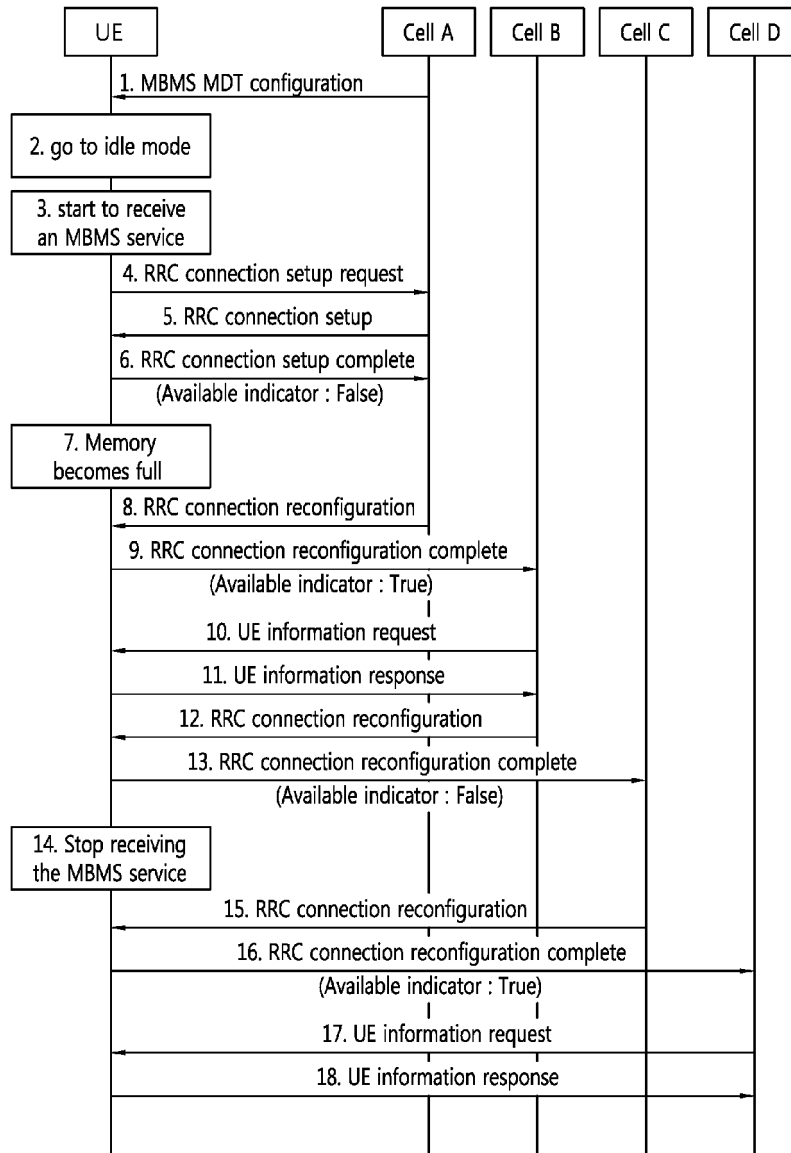 UE Cell A Cell B Cell C Cell D
1. MBMS MDT configuration
2. go to idle mode
3. start to receive
an MBMS service
4. RRC connection setup request
5. RRC connection setup
6. RRC connection setup complete
(Available indicator : False)
7. Memory
becomes full
8. RRC connection reconfiguration
9. RRC connection reconfiguration complete
(Available indicator : True)
10. UE information request
11. UE information response
12. RRC connection reconfiguration
13. RRC connection reconfiguration complete
(Available indicator : False)
14. Stop receiving
the MBMS service
15. RRC connection reconfiguration
16. RRC connection reconfiguration complete
(Available indicator : True)
17. UE information request
18. UE information response